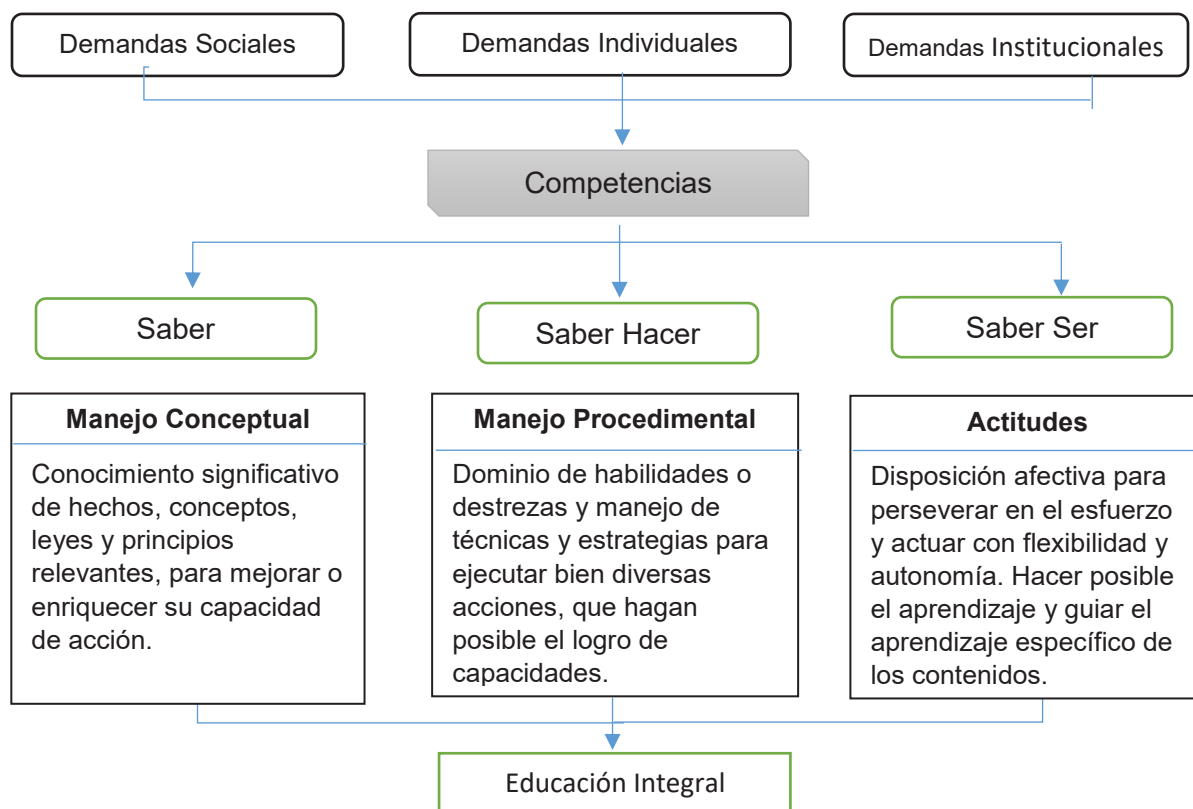 Demandas Sociales
Demandas Individuales
Demandas Institucionales
Competencias
Saber
Saber Hacer
Saber Ser
Manejo Conceptual
Conocimiento significativo
de hechos, conceptos,
leyes y principios
relevantes, para mejorar o
enriquecer su capacidad
de acción.
Manejo Procedimental
Dominio de habilidades o
destrezas y manejo de
técnicas y estrategias para
ejecutar bien diversas
acciones, que hagan
posible el logro de
capacidades.
Actitudes
Disposición afectiva para
perseverar en el esfuerzo
y actuar con flexibilidad y
autonomía. Hacer posible
el aprendizaje y guiar el
aprendizaje específico de
los contenidos.
Educación Integral